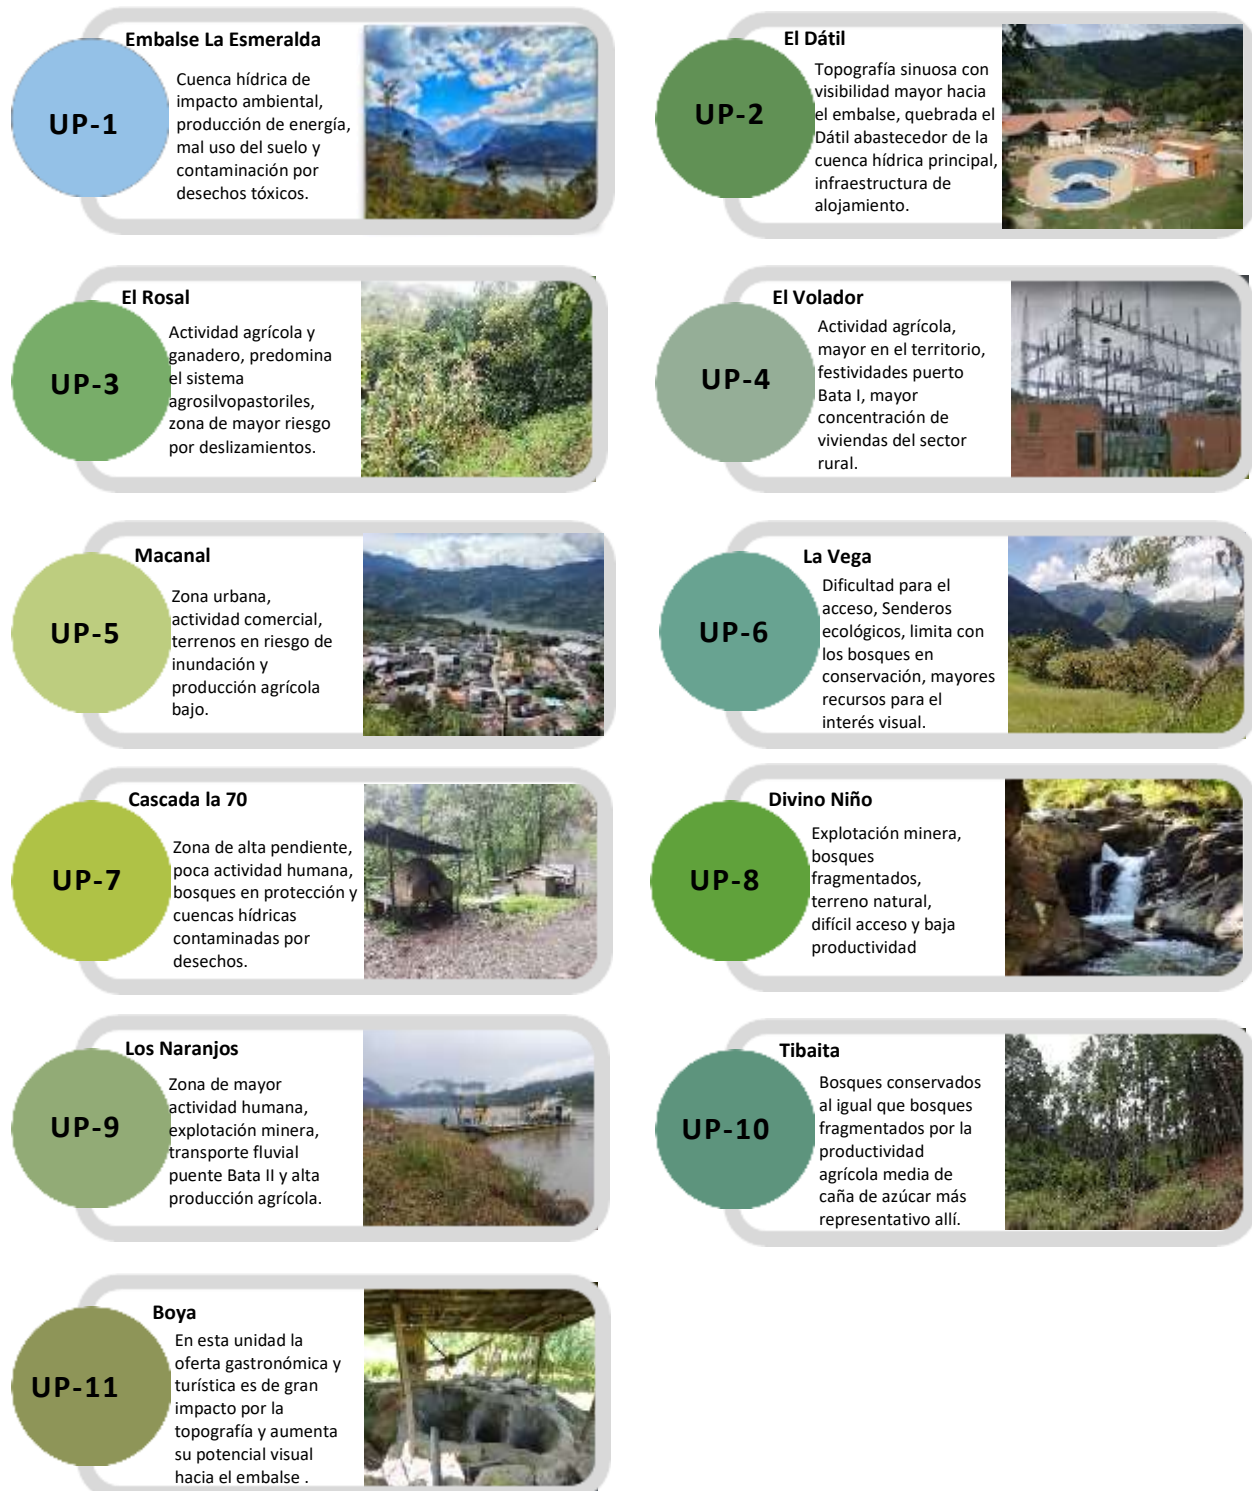 Embalse La Esmeralda
UP-1
Cuenca hídrica de
impacto ambiental,
producción de energía,
mal uso del suelo y
contaminación por
desechos tóxicos.
El Dátil
UP-2
Topografía sinuosa con
visibilidad mayor hacia
el embalse, quebrada el
Dátil abastecedor de la
cuenca hídrica principal,
infraestructura de
alojamiento.
El Rosal
UP-3
Actividad agrícola y
ganadero, predomina
el sistema
agrosilvopastoriles,
zona de mayor riesgo
por deslizamientos.
El Volador
UP-4
Actividad agrícola,
mayor en el territorio,
festividades puerto
Bata I, mayor
concentración de
viviendas del sector
rural.
Macanal
UP-5
Zona urbana,
actividad comercial,
terrenos en riesgo de
inundación y
producción agrícola
bajo.
La Vega
UP-6
Dificultad para el
acceso, Senderos
ecológicos, limita con
los bosques en
conservación, mayores
recursos para el
interés visual.
Cascada la 70
UP-7
Zona de alta pendiente,
poca actividad humana,
bosques en protección y
cuencas hídricas
contaminadas por
desechos.
Divino Niño
UP-8
Explotación minera,
bosques
fragmentados,
terreno natural,
difícil acceso y baja
productividad
Los Naranjos
UP-9
Zona de mayor
actividad humana,
explotación minera,
transporte fluvial
puente Bata II y alta
producción agrícola.
Tibaita
UP-10
Bosques conservados
al igual que bosques
fragmentados por la
productividad
agrícola media de
caña de azúcar más
representativo allí.
Boya
UP-11
En esta unidad la
oferta gastronómica y
turística es de gran
impacto por la
topografía y aumenta
su potencial visual
hacia el embalse .